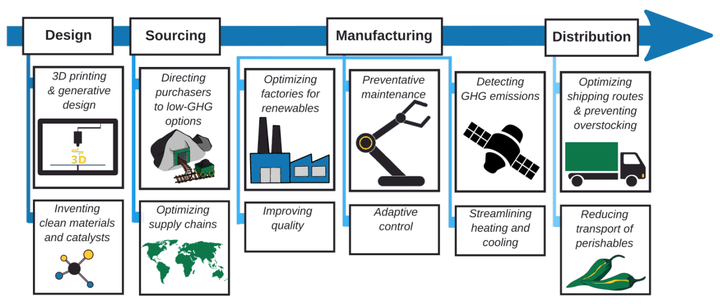 Design
Sourcing
Manufacturing
Distribution
3D printing
& generative
design
3D
Inventing
clean materials
and catalysts
Directing
purchasers
to low-GHG
options
Optimizing
supply chains
Optimizing
factories for
renewables
Improving
quality
Preventative
maintenance
Adaptive
control
Detecting
GHG emissions
Streamlining
heating and
cooling
Optimizing
shipping routes
& preventing
overstocking
Reducing
transport of
perishables